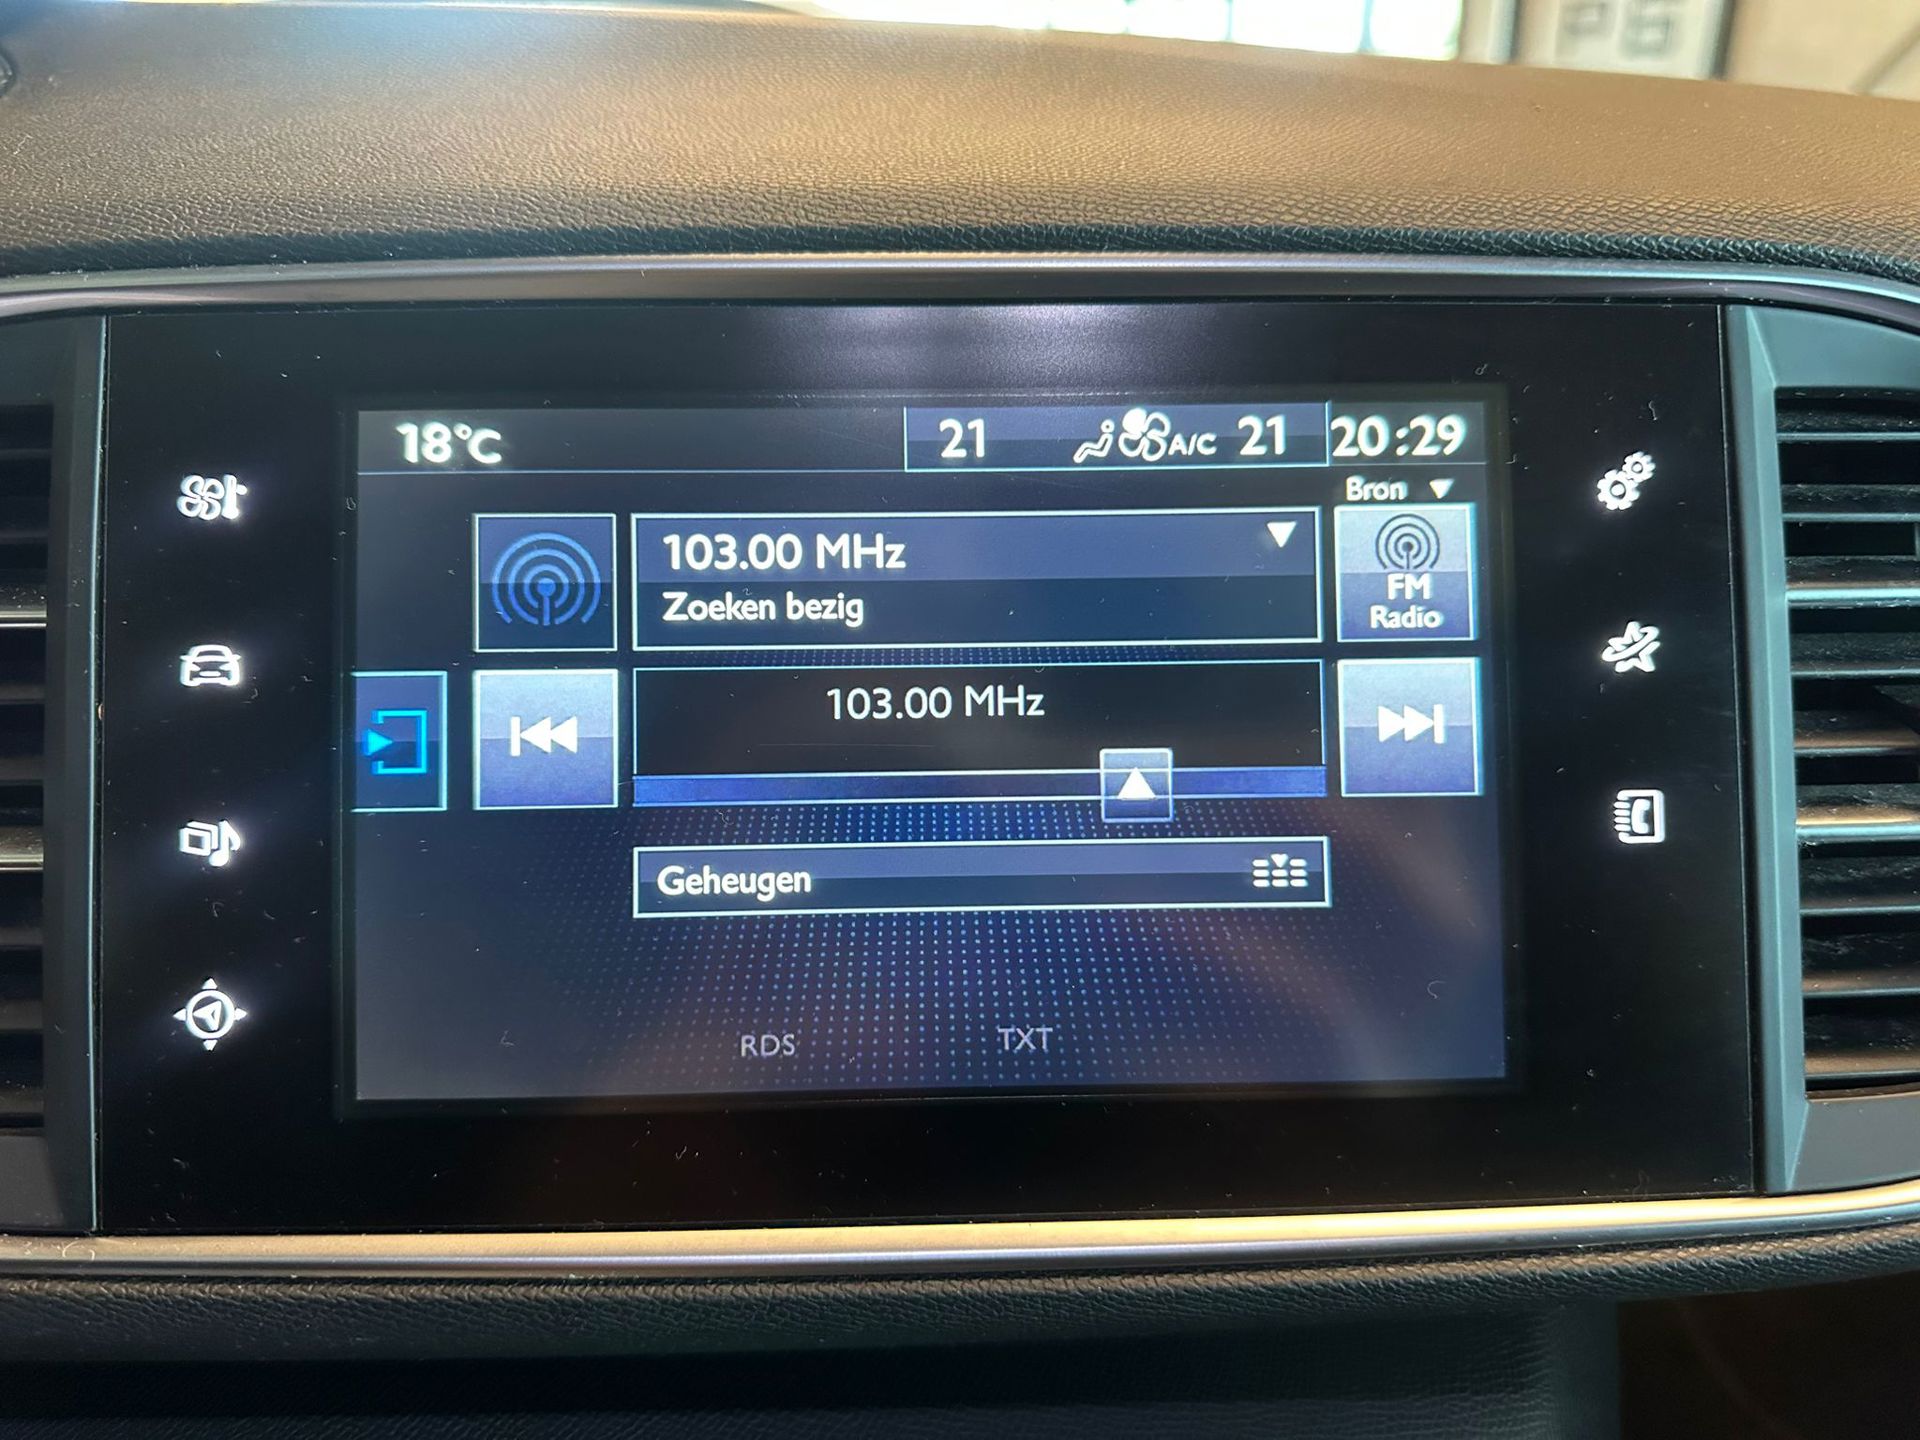 18°C 21 A/C 21 20:29
Bron
103.00 MHz
Zoeken bezig
FM
Radio
103.00 MHz
Geheugen
RDS TXT